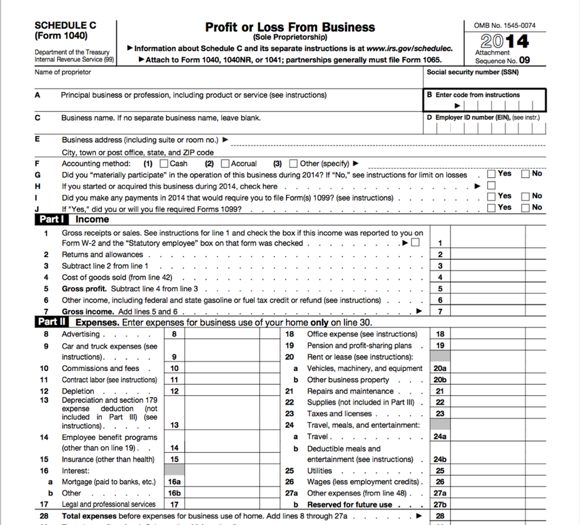 SCHEDULE C
(Form 1040)
Department of the Treasury
Internal Revenue Service (99)
Profit or Loss From Business
(Sole Proprietorship)
▶ Information about Schedule C and its separate instructions is at www.irs.gov/schedulec.
▶ Attach to Form 1040, 1040NR, or 1041; partnerships generally must file Form 1065.
OMB No. 1545-0074
2014
Attachment
Sequence No. 09
Name of proprietor
Social security number (SSN)
A Principal business or profession, including product or service (see instructions)
B Enter code from instructions
▶
C Business name. If no separate business name, leave blank.
D Employer ID number (EIN), (see instr.)
E Business address (including suite or room no.) ▶
City, town or post office, state, and ZIP code
F Accounting method: (1) Cash (2) Accrual (3) Other (specify) ▶
G Did you "materially participate" in the operation of this business during 2014? If "No," see instructions for limit on losses . Yes No
H If you started or acquired this business during 2014, check here . . . . . . . . . . . . . . . . . ▶
I Did you make any payments in 2014 that would require you to file Form(s) 1099? (see instructions) . . . . . . . . Yes No
J If "Yes," did you or will you file required Forms 1099? . . . . . . . . . . . . . . . . . . . . . Yes No
Part I Income
1 Gross receipts or sales. See instructions for line 1 and check the box if this income was reported to you on
Form W-2 and the "Statutory employee" box on that form was checked . . . . . . . . . ▶ 1
2 Returns and allowances . . . . . . . . . . . . . . . . . . . . . . . . . 2
3 Subtract line 2 from line 1 . . . . . . . . . . . . . . . . . . . . . . . . 3
4 Cost of goods sold (from line 42) . . . . . . . . . . . . . . . . . . . . . . 4
5 Gross profit. Subtract line 4 from line 3 . . . . . . . . . . . . . . . . . . . . 5
6 Other income, including federal and state gasoline or fuel tax credit or refund (see instructions) . . . . 6
7 Gross income. Add lines 5 and 6 . . . . . . . . . . . . . . . . . . . . . ▶ 7
Part II Expenses. Enter expenses for business use of your home only on line 30.
8 Advertising . . . . . 8
9 Car and truck expenses (see
instructions) . . . . . 9
10 Commissions and fees . 10
11 Contract labor (see instructions) 11
12 Depletion . . . . . 12
13 Depreciation and section 179
expense deduction (not
included in Part III) (see
instructions) . . . . . 13
14 Employee benefit programs
(other than on line 19) . . 14
15 Insurance (other than health) 15
16 Interest:
a Mortgage (paid to banks, etc.) 16a
b Other . . . . . . 16b
17 Legal and professional services 17
18 Office expense (see instructions) 18
19 Pension and profit-sharing plans . 19
20 Rent or lease (see instructions):
a Vehicles, machinery, and equipment 20a
b Other business property . . . 20b
21 Repairs and maintenance . . . 21
22 Supplies (not included in Part III) . 22
23 Taxes and licenses . . . . . 23
24 Travel, meals, and entertainment:
a Travel . . . . . . . . . 24a
b Deductible meals and
entertainment (see instructions) . 24b
25 Utilities . . . . . . . . 25
26 Wages (less employment credits) . 26
27a Other expenses (from line 48) . . 27a
b Reserved for future use . . . 27b
28 Total expenses before expenses for business use of home. Add lines 8 through 27a . . . . . . ▶ 28